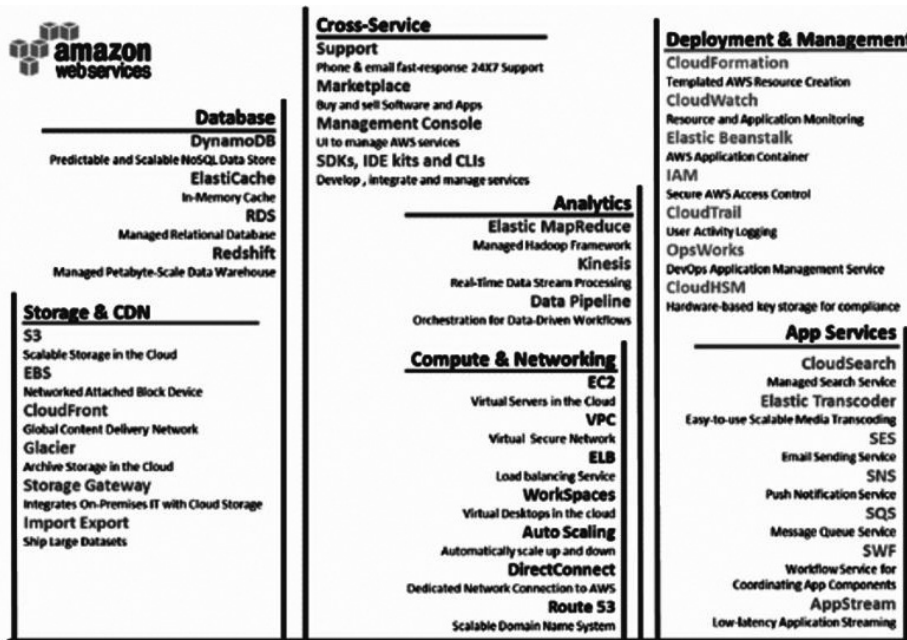 amazon
webservices
Database
DynamoDB
Predictable and Scalable NoSQL Data Store
ElastiCache
In-Memory Cache
RDS
Managed Relational Database
Redshift
Managed Petabyte-Scale Data Warehouse
Storage & CDN
S3
Scalable Storage in the Cloud
EBS
Networked Attached Block Device
CloudFront
Global Content Delivery Network
Glacier
Archive Storage in the Cloud
Storage Gateway
Integrates On-Premises IT with Cloud Storage
Import Export
Ship Large Datasets
Cross-Service
Support
Phone & email fast-response 24X7 Support
Marketplace
Buy and sell Software and Apps
Management Console
UI to manage AWS services
SDKs, IDE kits and CLIs
Develop , integrate and manage services
Analytics
Elastic MapReduce
Managed Hadoop Framework
Kinesis
Real-Time Data Stream Processing
Data Pipeline
Orchestration for Data-Driven Workflows
Compute & Networking
EC2
Virtual Servers in the Cloud
VPC
Virtual Secure Network
ELB
Load balancing Service
WorkSpaces
Virtual Desktops in the cloud
Auto Scaling
Automatically scale up and down
DirectConnect
Dedicated Network Connection to AWS
Route 53
Scalable Domain Name System
Deployment & Management
CloudFormation
Templated AWS Resource Creation
CloudWatch
Resource and Application Monitoring
Elastic Beanstalk
AWS Application Container
IAM
Secure AWS Access Control
CloudTrail
User Activity Logging
OpsWorks
DevOps Application Management Service
CloudHSM
Hardware-based key storage for compliance
App Services
CloudSearch
Managed Search Service
Elastic Transcoder
Easy-to-use Scalable Media Transcoding
SES
Email Sending Service
SNS
Push Notification Service
SQS
Message Queue Service
SWF
Workflow Service for
Coordinating App Components
AppStream
Low-latency Application Streaming